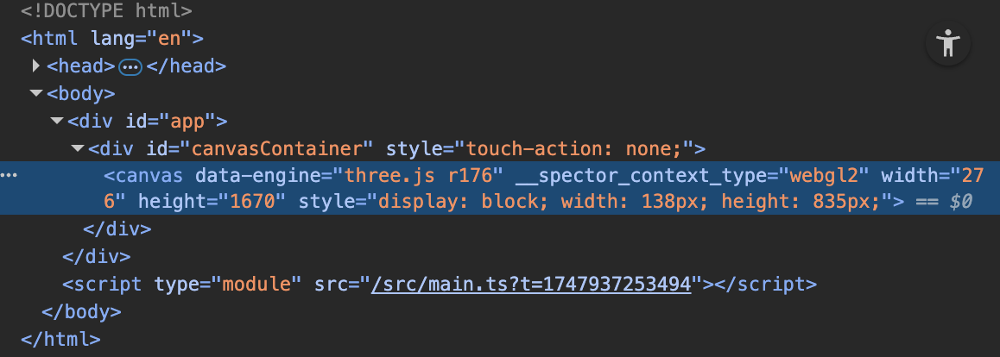 <!DOCTYPE html>
<html lang="en">
<head> ··· </head>
<body>
<div id="app">
<div id="canvasContainer" style="touch-action: none;">
··· <canvas data-engine="three.js r176" __spector_context_type="webgl2" width="27
6" height="1670" style="display: block; width: 138px; height: 835px;"> == $0
</div>
</div>
<script type="module" src="/src/main.ts?t=1747937253494"></script>
</body>
</html>